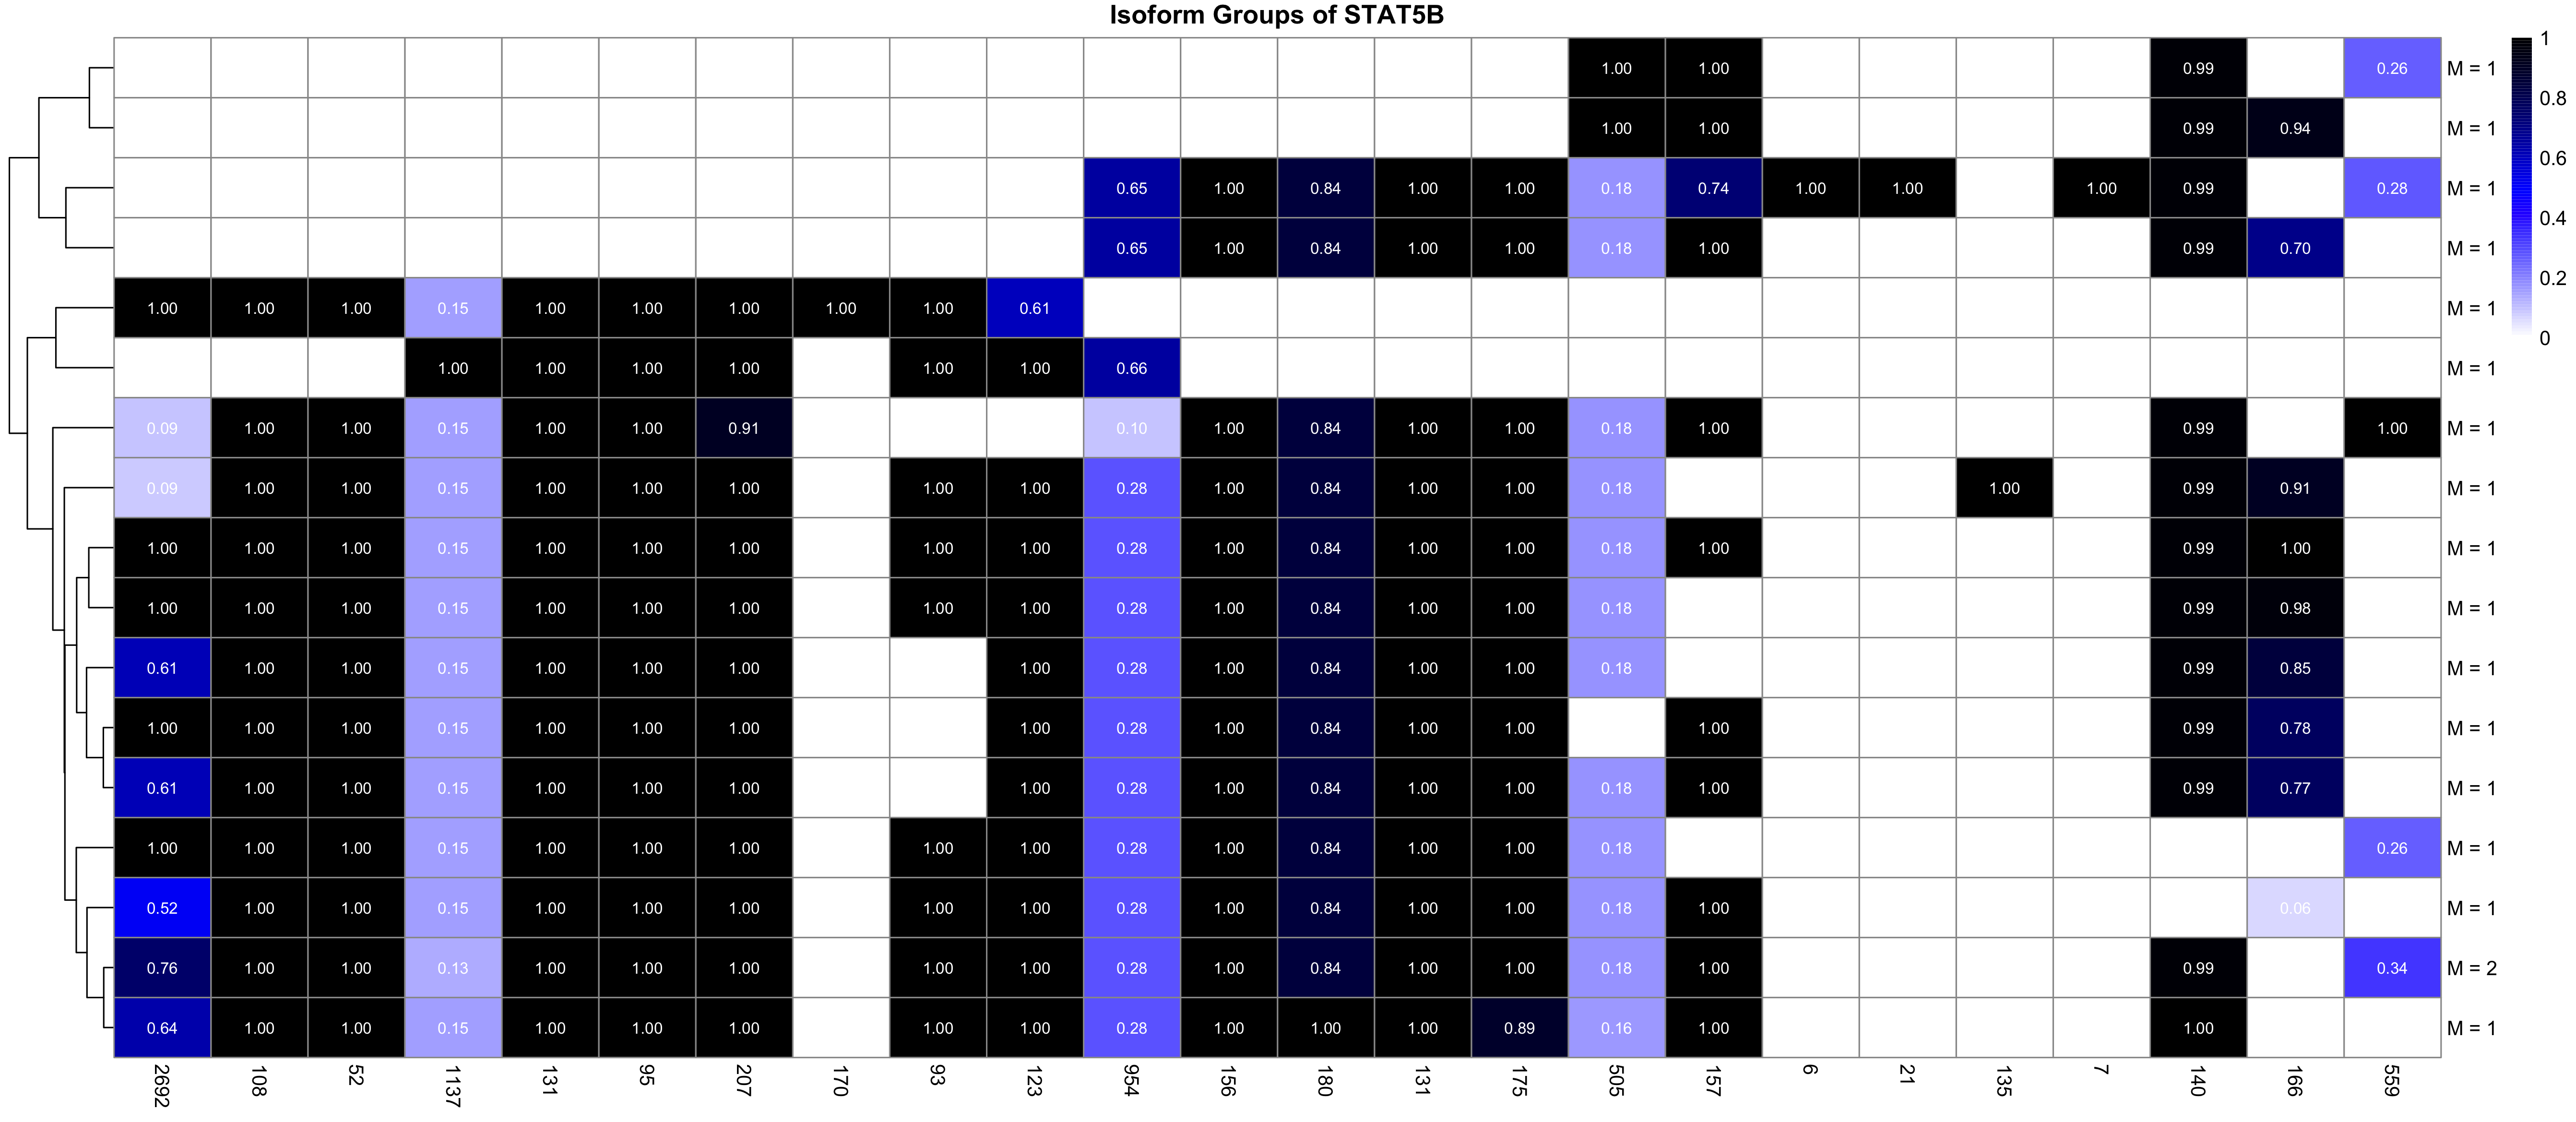 Isoform Groups of STAT5B
1.00 1.00 0.99 0.26 M = 1
1.00 1.00 0.99 0.94 M = 1
0.65 1.00 0.84 1.00 1.00 0.18 0.74 1.00 1.00 1.00 0.99 0.28 M = 1
0.65 1.00 0.84 1.00 1.00 0.18 1.00 0.99 0.70 M = 1
1.00 1.00 1.00 0.15 1.00 1.00 1.00 1.00 1.00 0.61 M = 1
1.00 1.00 1.00 1.00 1.00 1.00 0.66 M = 1
0.09 1.00 1.00 0.15 1.00 1.00 0.91 0.10 1.00 0.84 1.00 1.00 0.18 1.00 0.99 1.00 M = 1
0.09 1.00 1.00 0.15 1.00 1.00 1.00 1.00 1.00 0.28 1.00 0.84 1.00 1.00 0.18 1.00 0.99 0.91 M = 1
1.00 1.00 1.00 0.15 1.00 1.00 1.00 1.00 1.00 0.28 1.00 0.84 1.00 1.00 0.18 1.00 0.99 1.00 M = 1
1.00 1.00 1.00 0.15 1.00 1.00 1.00 1.00 1.00 0.28 1.00 0.84 1.00 1.00 0.18 0.99 0.98 M = 1
0.61 1.00 1.00 0.15 1.00 1.00 1.00 1.00 0.28 1.00 0.84 1.00 1.00 0.18 0.99 0.85 M = 1
1.00 1.00 1.00 0.15 1.00 1.00 1.00 1.00 0.28 1.00 0.84 1.00 1.00 1.00 0.99 0.78 M = 1
0.61 1.00 1.00 0.15 1.00 1.00 1.00 1.00 0.28 1.00 0.84 1.00 1.00 0.18 1.00 0.99 0.77 M = 1
1.00 1.00 1.00 0.15 1.00 1.00 1.00 1.00 1.00 0.28 1.00 0.84 1.00 1.00 0.18 0.26 M = 1
0.52 1.00 1.00 0.15 1.00 1.00 1.00 1.00 1.00 0.28 1.00 0.84 1.00 1.00 0.18 1.00 0.06 M = 1
0.76 1.00 1.00 0.13 1.00 1.00 1.00 1.00 1.00 0.28 1.00 0.84 1.00 1.00 0.18 1.00 0.99 0.34 M = 2
0.64 1.00 1.00 0.15 1.00 1.00 1.00 1.00 1.00 0.28 1.00 1.00 1.00 0.89 0.16 1.00 1.00 M = 1
2692 108 52 1137 131 95 207 170 93 123 954 156 180 131 175 505 157 6 21 135 7 140 166 559
1
0.8
0.6
0.4
0.2
0